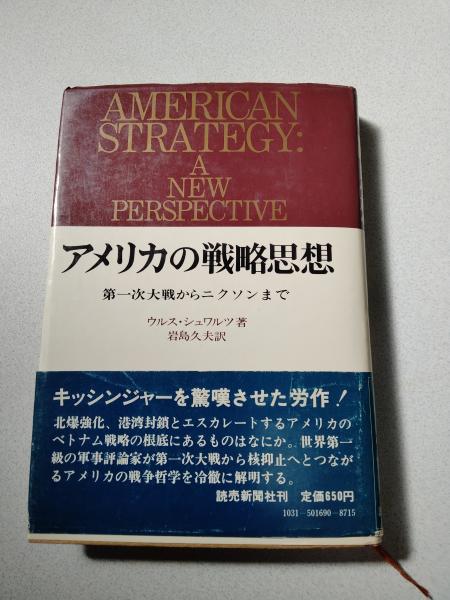 AMERICAN
STRATEGY:
A
NEW
PERSPECTIVE
アメリカの戦略思想
第一次大戦からニクソンまで
ウルス・シュワルツ著
岩島久夫訳
キッシンジャーを驚嘆させた労作！
北爆強化、港湾封鎖とエスカレートするアメリカの
ベトナム戦略の根底にあるものはなにか。世界第一
級の軍事評論家が第一次大戦から核抑止へとつなが
るアメリカの戦争哲学を冷徹に解明する。
読売新聞社刊 定価650円
1031-501690-8715